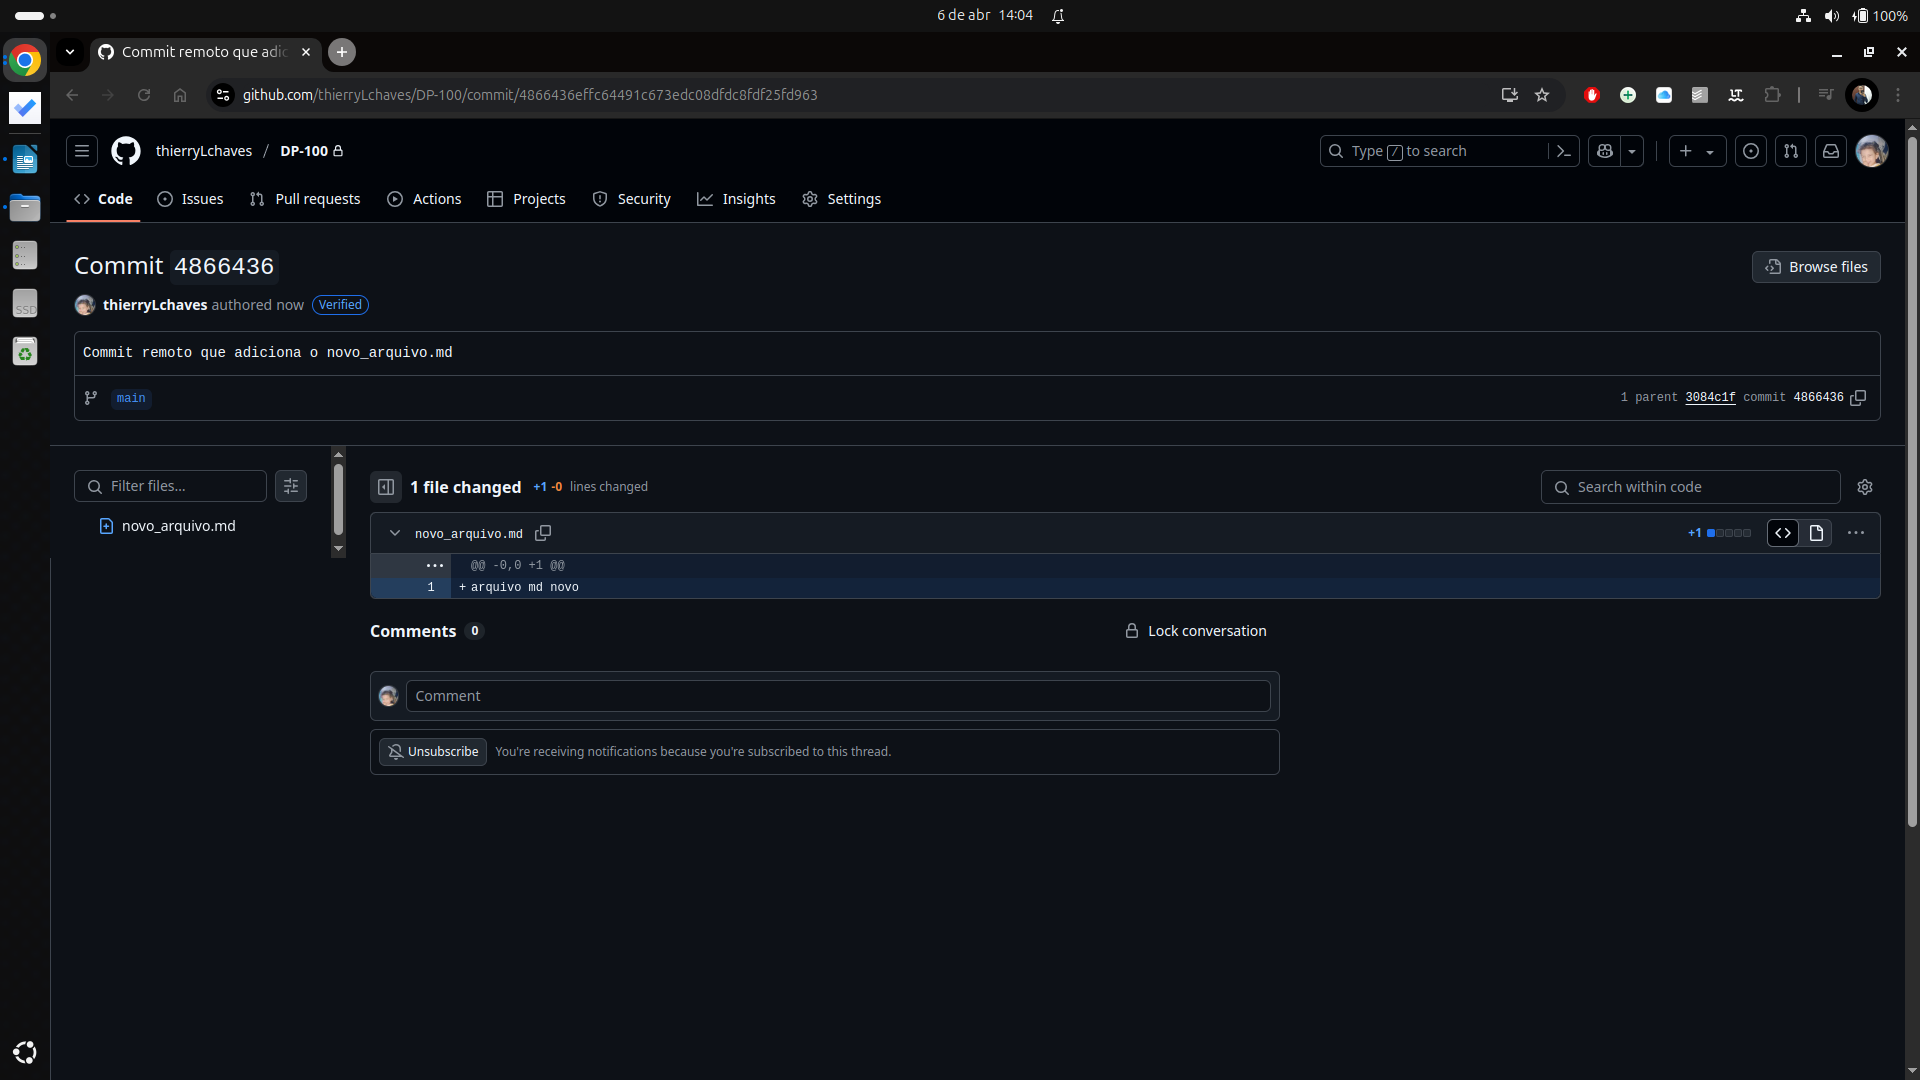 6 de abr 14:04
100%
Commit remoto que adic
github.com/thierryLchaves/DP-100/commit/4866436effc64491c673edc08dfdc8fdf25fd963
thierryLchaves / DP-100
Type / to search
Code Issues Pull requests Actions Projects Security Insights Settings
Commit 4866436
Browse files
thierryLchaves authored now Verified
Commit remoto que adiciona o novo_arquivo.md
main
1 parent 3084c1f commit 4866436
Filter files...
novo_arquivo.md
1 file changed +1 -0 lines changed
Search within code
novo_arquivo.md
+1
@@ -0,0 +1 @@
1 + arquivo md novo
Comments 0
Lock conversation
Comment
Unsubscribe You're receiving notifications because you're subscribed to this thread.
SSD
LT